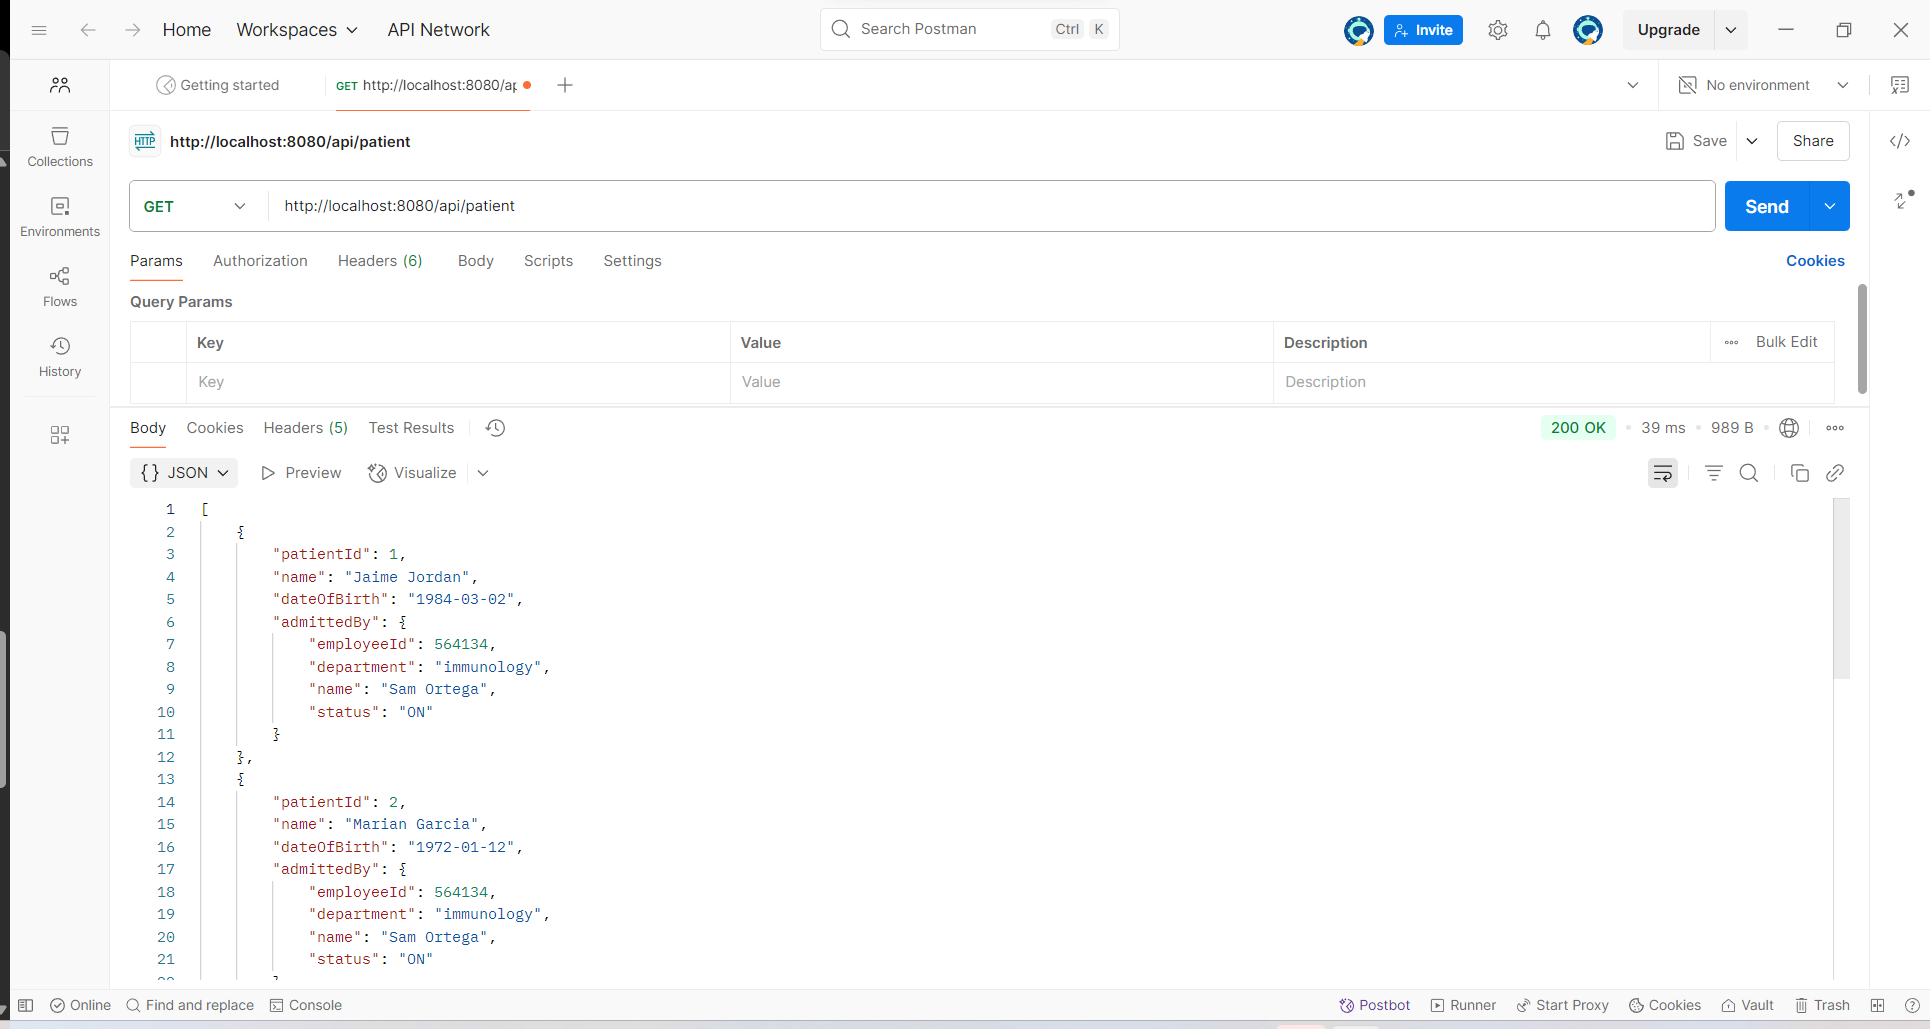 Home Workspaces API Network Search Postman Ctrl K Invite Upgrade
Getting started GET http://localhost:8080/ap No environment
HTTP http://localhost:8080/api/patient Save Share
Collections
Environments
Flows
History
GET http://localhost:8080/api/patient Send
Params Authorization Headers (6) Body Scripts Settings Cookies
Query Params
Key Value Description Bulk Edit
Key Value Description
Body Cookies Headers (5) Test Results 200 OK 39 ms 989 B
{} JSON Preview Visualize
1 [
2 {
3 "patientId": 1,
4 "name": "Jaime Jordan",
5 "dateOfBirth": "1984-03-02",
6 "admittedBy": {
7 "employeeId": 564134,
8 "department": "immunology",
9 "name": "Sam Ortega",
10 "status": "ON"
11 }
12 },
13 {
14 "patientId": 2,
15 "name": "Marian Garcia",
16 "dateOfBirth": "1972-01-12",
17 "admittedBy": {
18 "employeeId": 564134,
19 "department": "immunology",
20 "name": "Sam Ortega",
21 "status": "ON"
Online Find and replace Console Postbot Runner Start Proxy Cookies Vault Trash